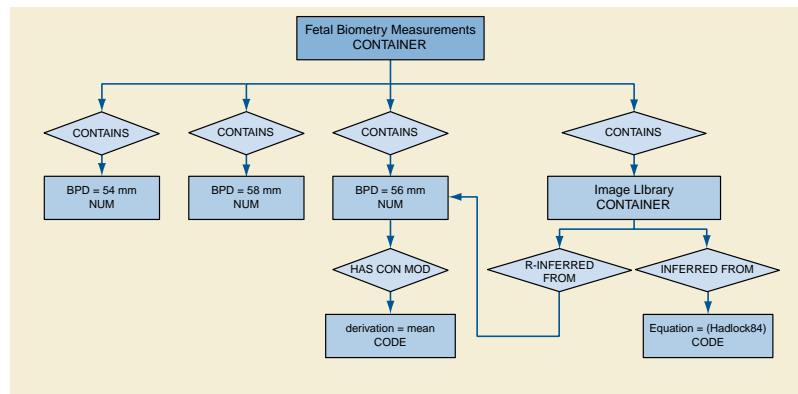 Fetal Biometry Measurements
CONTAINER
CONTAINS
CONTAINS
CONTAINS
CONTAINS
BPD = 54 mm
NUM
BPD = 58 mm
NUM
BPD = 56 mm
NUM
Image LIbrary
CONTAINER
HAS CON MOD
R-INFERRED
FROM
INFERRED FROM
derivation = mean
CODE
Equation = (Hadlock84)
CODE